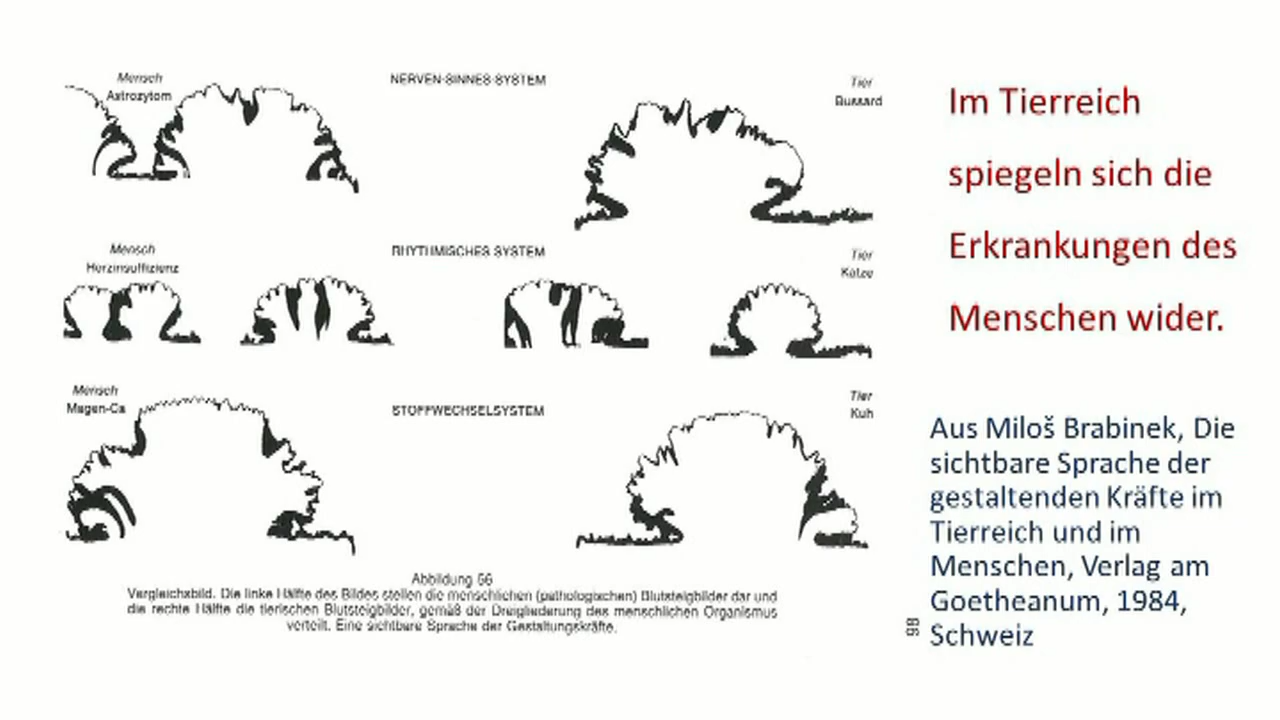 Mensch
Astrozytom
NERVEN-SINNES-SYSTEM
Tier
Bussard
Mensch
Herzinsuffizienz
RHYTHMISCHES SYSTEM
Tier
Katze
Mensch
Magen-Ca
STOFFWECHSELSYSTEM
Tier
Kuh
Abbildung 56
Vergleichsbild. Die linke Hälfte des Bildes stellen die menschlichen (pathologischen) Blutsteigbilder dar und
die rechte Hälfte die tierischen Blutsteigbilder, gemäß der Dreigliederung des menschlichen Organismus
verteilt. Eine sichtbare Sprache der Gestaltungskräfte.
Im Tierreich
spiegeln sich die
Erkrankungen des
Menschen wider.
Aus Miloš Brabinek, Die
sichtbare Sprache der
gestaltenden Kräfte im
Tierreich und im
Menschen, Verlag am
Goetheanum, 1984,
Schweiz